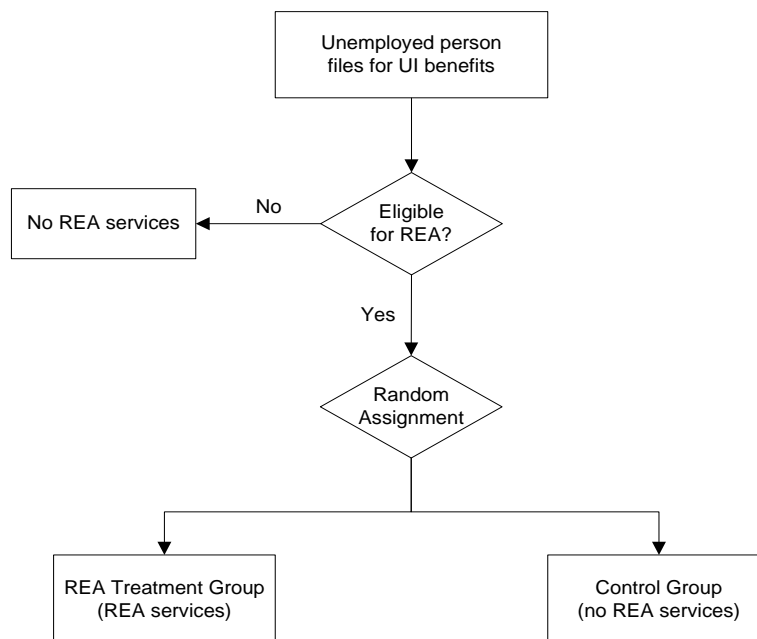 Unemployed person
files for UI benefits
No REA services
No
Eligible
for REA?
Yes
Random
Assignment
REA Treatment Group
(REA services)
Control Group
(no REA services)